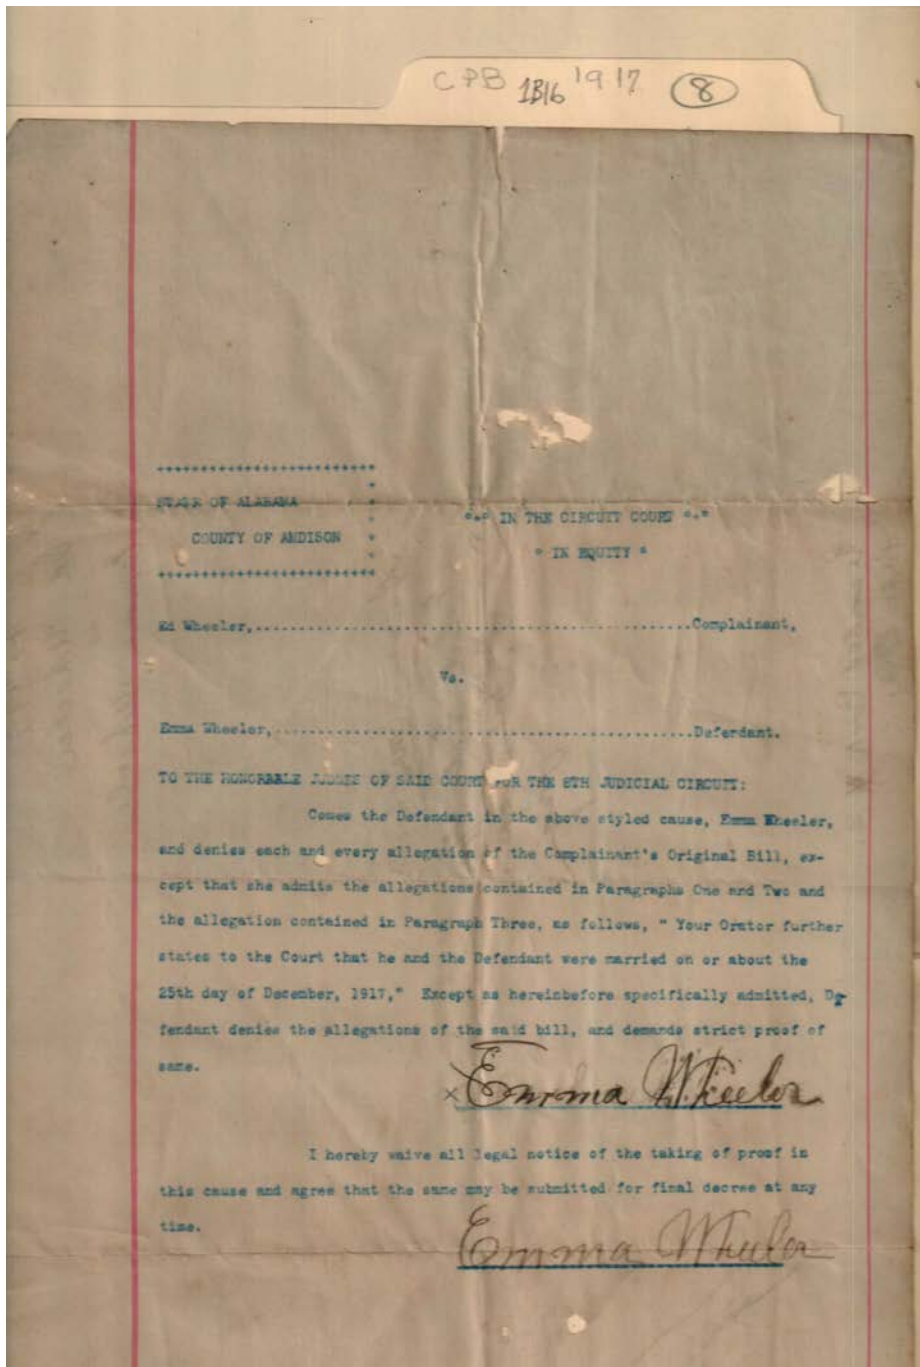 CPB 1B16 1917 8
++++++++++++++++++++++++++
STATE OF ALABAMA
°.° IN THE CIRCUIT COURT °.°
COUNTY OF AMDISON
° IN EQUITY °
++++++++++++++++++++++++++
Ed Wheeler,..................................................Complainant,
Vs.
Emma Wheeler,................................................Defendant.
TO THE HONORABLE JUDGES OF SAID COURT FOR THE 8TH JUDICIAL CIRCUIT:
Comes the Defendant in the above styled cause, Emma Wheeler,
and denies each and every allegation of the Complainant's Original Bill, ex-
cept that she admits the allegations contained in Paragraphs One and Two and
the allegation contained in Paragraph Three, as follows, " Your Orator further
states to the Court that he and the Defendant were married on or about the
25th day of December, 1917," Except as hereinbefore specifically admitted, De-
fendant denies the allegations of the said bill, and demands strict proof of
same.
x Emma Wheeler
I hereby waive all legal notice of the taking of proof in
this cause and agree that the same may be submitted for final decree at any
time.
Emma Wheeler